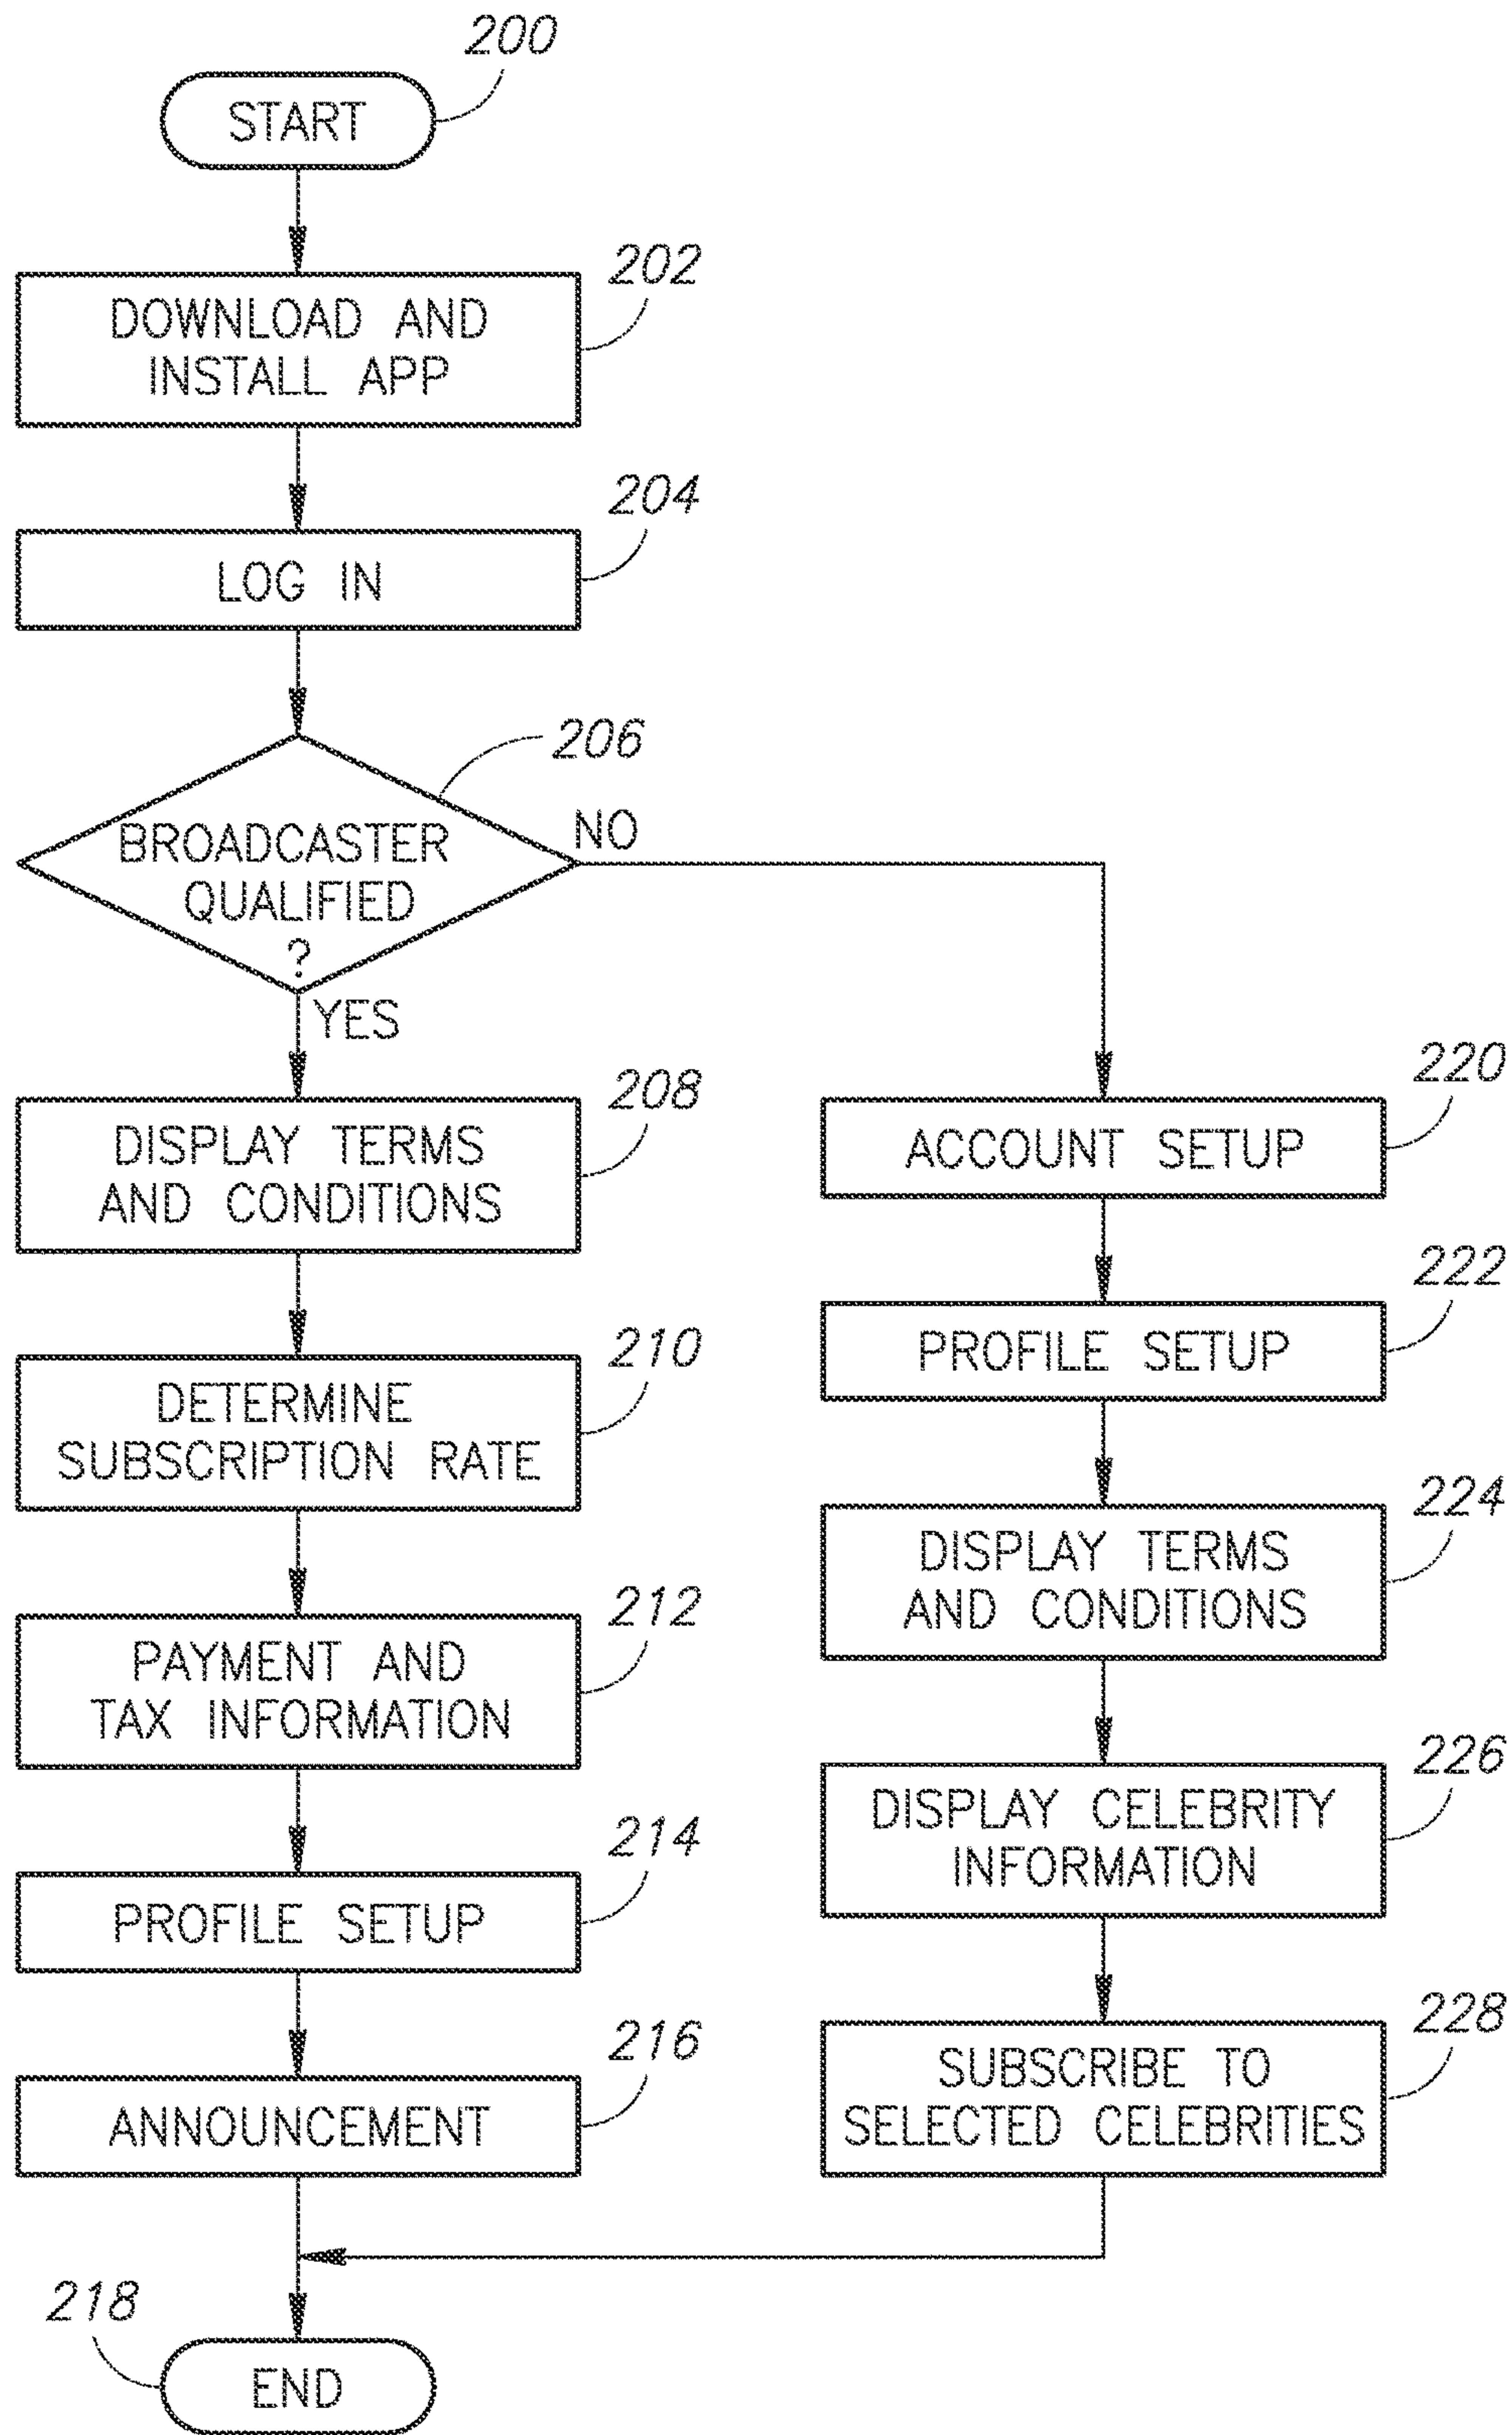 200
START
202
DOWNLOAD AND
INSTALL APP
204
LOG IN
206
BROADCASTER
QUALIFIED
?
NO
YES
208
DISPLAY TERMS
AND CONDITIONS
210
DETERMINE
SUBSCRIPTION RATE
212
PAYMENT AND
TAX INFORMATION
214
PROFILE SETUP
216
ANNOUNCEMENT
220
ACCOUNT SETUP
222
PROFILE SETUP
224
DISPLAY TERMS
AND CONDITIONS
226
DISPLAY CELEBRITY
INFORMATION
228
SUBSCRIBE TO
SELECTED CELEBRITIES
218
END